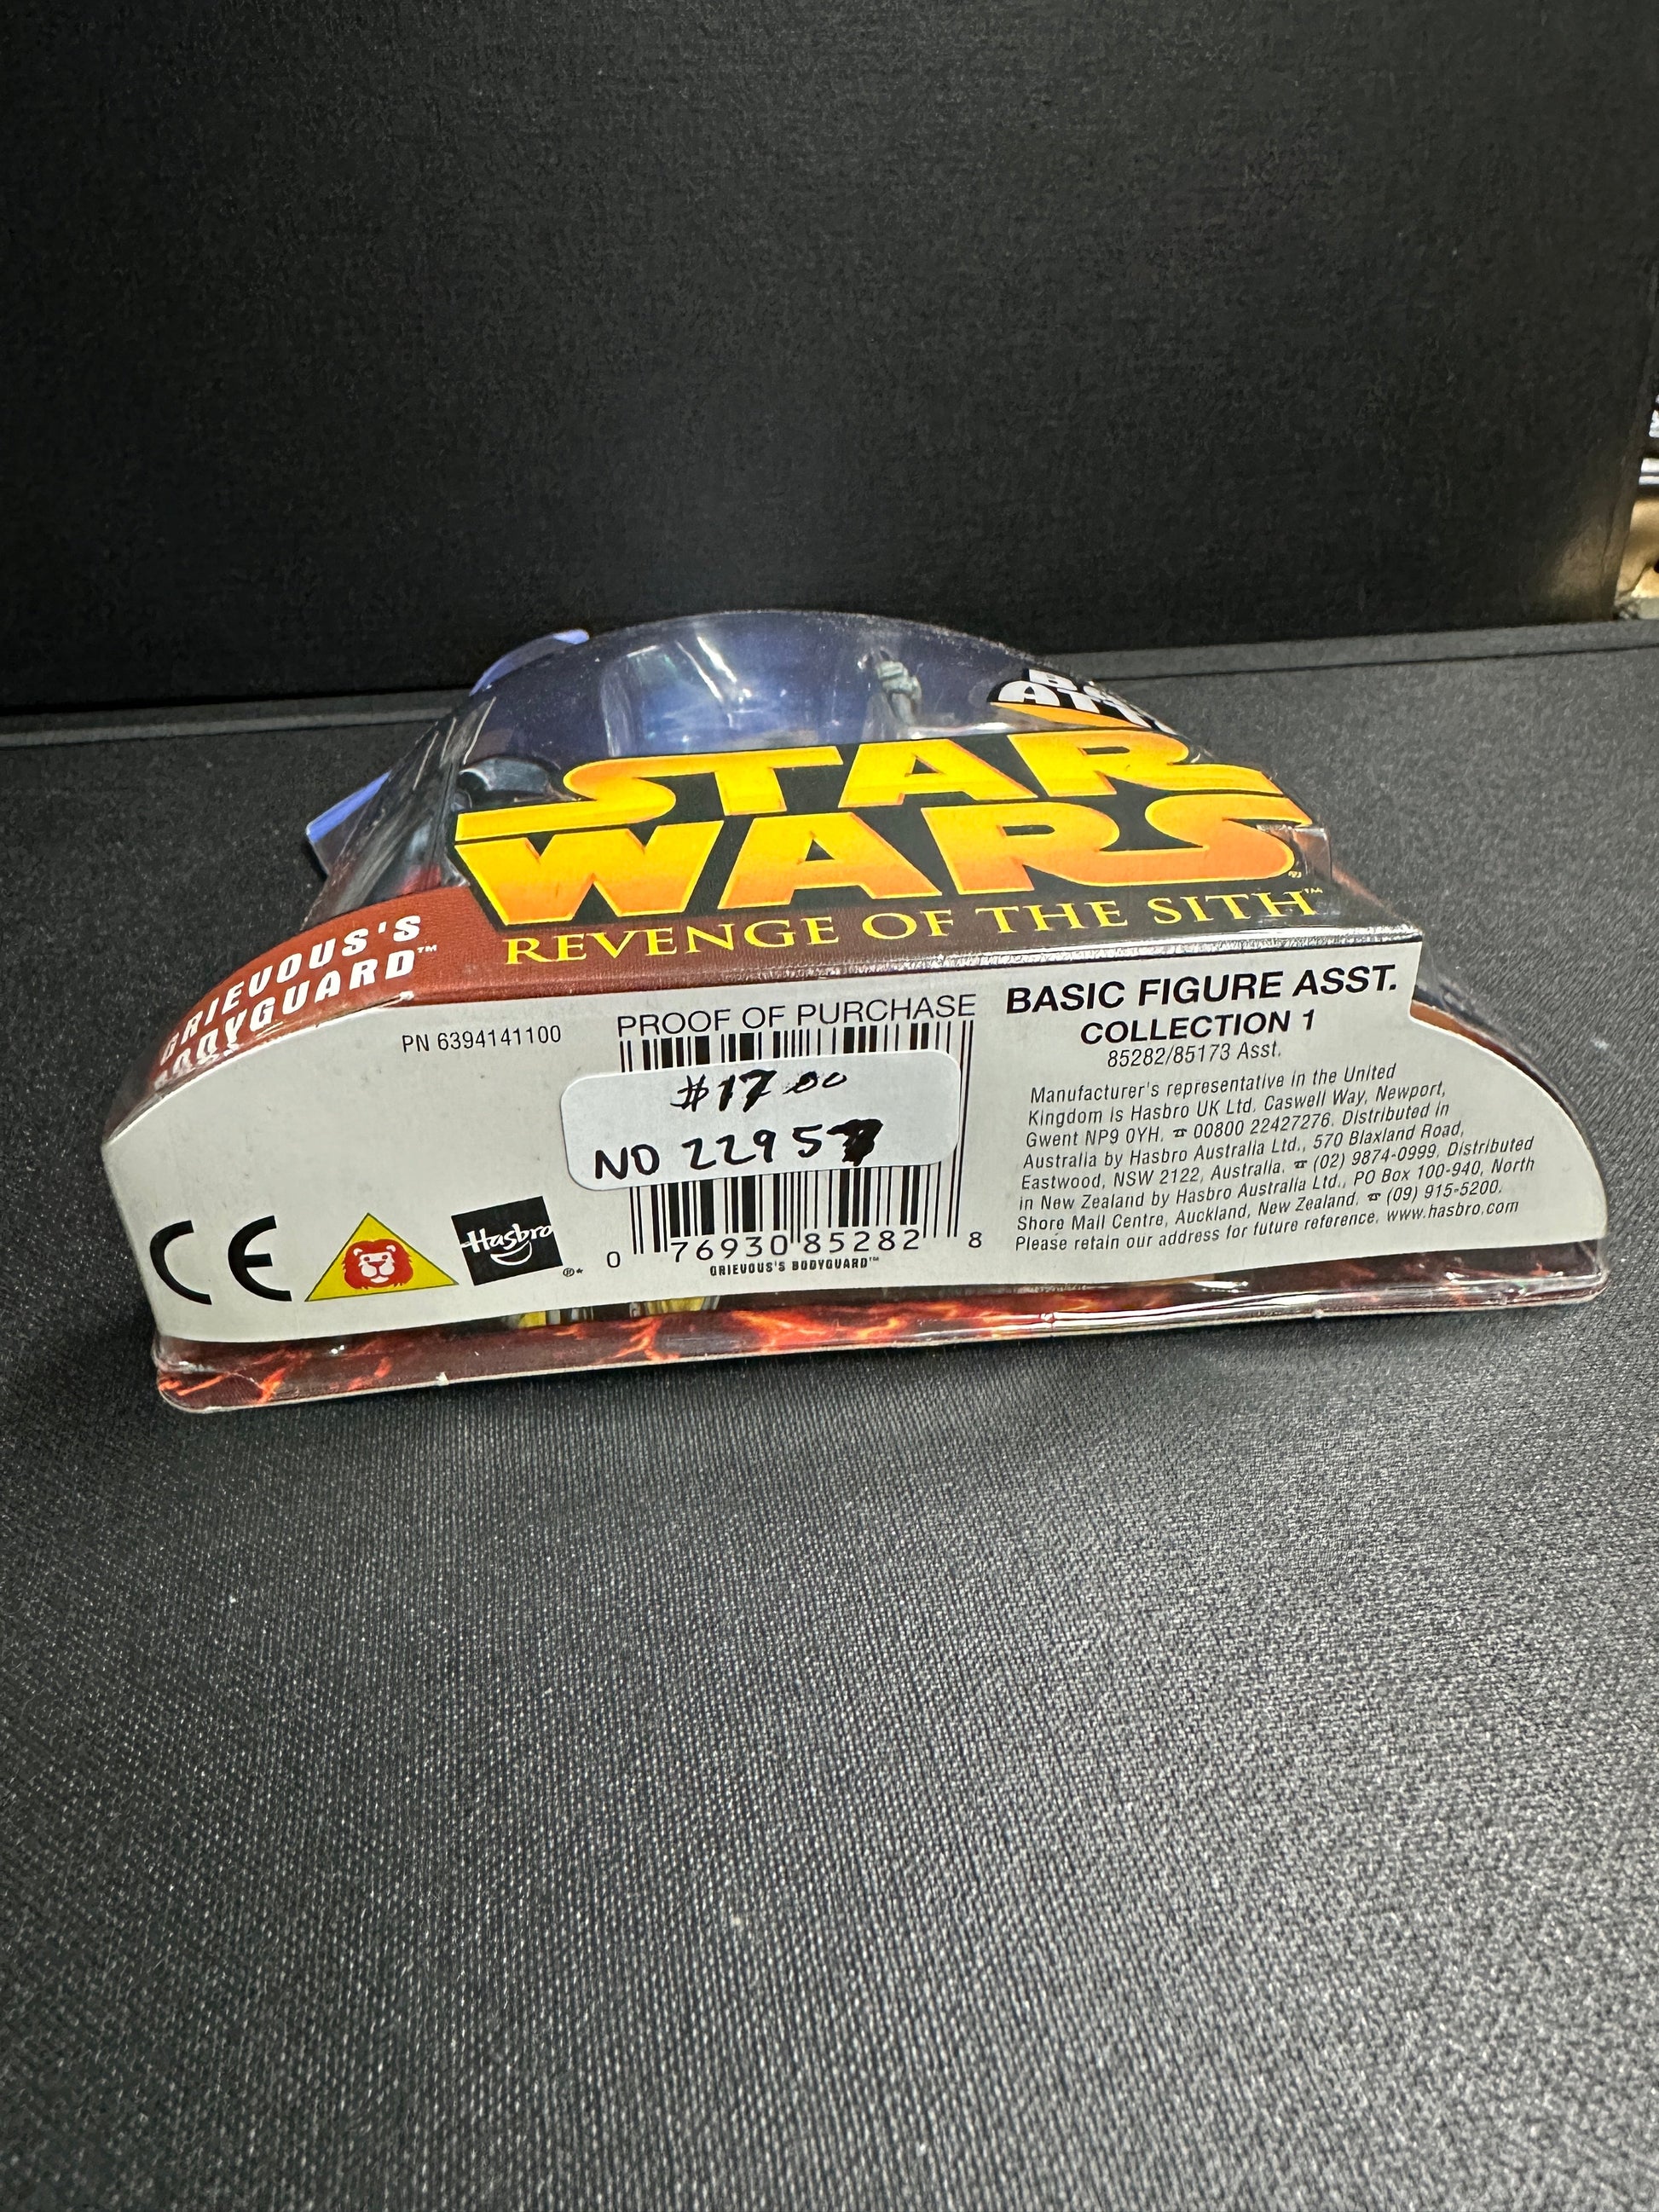 STAR
WARS
REVENGE OF THE SITH™
GRIEVOUS'S
BODYGUARD™
PN 6394141100
PROOF OF PURCHASE
$17.00
NO 2295
0 76930 85282 8
GRIEVOUS'S BODYGUARD™
CE
Hasbro
®*
BASIC FIGURE ASST.
COLLECTION 1
85282/85173 Asst.
Manufacturer's representative in the United
Kingdom is Hasbro UK Ltd. Caswell Way, Newport,
Gwent NP9 0YH. ☎ 00800 22427276. Distributed in
Australia by Hasbro Australia Ltd., 570 Blaxland Road,
Eastwood, NSW 2122, Australia. ☎ (02) 9874-0999. Distributed
in New Zealand by Hasbro Australia Ltd., PO Box 100-940, North
Shore Mail Centre, Auckland, New Zealand. ☎ (09) 915-5200.
Please retain our address for future reference. www.hasbro.com